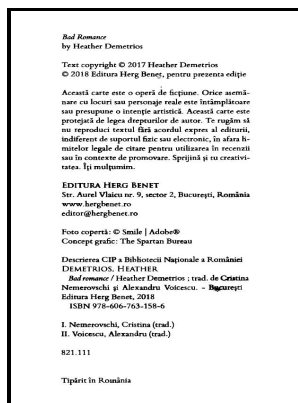 Bad Romance
by Heather Demetrios
Text copyright © 2017 Heather Demetrios
© 2018 Editura Herg Benet, pentru prezenta ediție
Această carte este o operă de ficțiune. Orice asemă-
nare cu locuri sau personaje reale este întâmplătoare
sau presupune o intenție artistică. Această carte este
protejată de legea drepturilor de autor. Te rugăm să
nu reproduci textul fără acordul expres al editurii,
indiferent de suportul fizic sau electronic, în afara li-
mitelor legale de citare pentru utilizarea în recenzii
sau în contexte de promovare. Sprijină și tu creativi-
tatea. Îți mulțumim.
EDITURA HERG BENET
Str. Aurel Vlaicu nr. 9, sector 2, București, România
www.hergbenet.ro
editor@hergbenet.ro
Foto copertă: © Smile | Adobe®
Concept grafic: The Spartan Bureau
Descrierea CIP a Bibliotecii Naționale a României
DEMETRIOS, HEATHER
Bad romance / Heather Demetrios ; trad. de Cristina
Nemerovschi și Alexandru Voicescu. - București
Editura Herg Benet, 2018
ISBN 978-606-763-158-6
I. Nemerovschi, Cristina (trad.)
II. Voicescu, Alexandru (trad.)
821.111
Tipărit în România